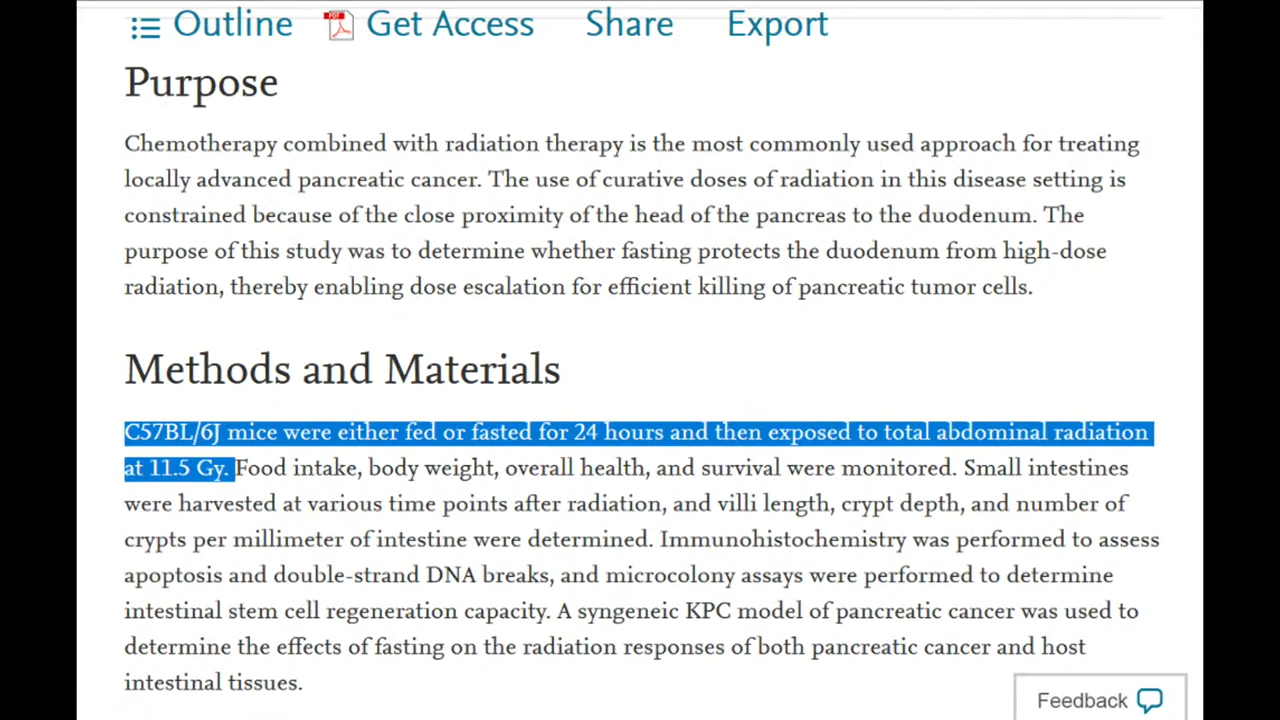 Outline Get Access Share Export
Purpose
Chemotherapy combined with radiation therapy is the most commonly used approach for treating
locally advanced pancreatic cancer. The use of curative doses of radiation in this disease setting is
constrained because of the close proximity of the head of the pancreas to the duodenum. The
purpose of this study was to determine whether fasting protects the duodenum from high-dose
radiation, thereby enabling dose escalation for efficient killing of pancreatic tumor cells.
Methods and Materials
C57BL/6J mice were either fed or fasted for 24 hours and then exposed to total abdominal radiation
at 11.5 Gy. Food intake, body weight, overall health, and survival were monitored. Small intestines
were harvested at various time points after radiation, and villi length, crypt depth, and number of
crypts per millimeter of intestine were determined. Immunohistochemistry was performed to assess
apoptosis and double-strand DNA breaks, and microcolony assays were performed to determine
intestinal stem cell regeneration capacity. A syngeneic KPC model of pancreatic cancer was used to
determine the effects of fasting on the radiation responses of both pancreatic cancer and host
intestinal tissues.
Feedback